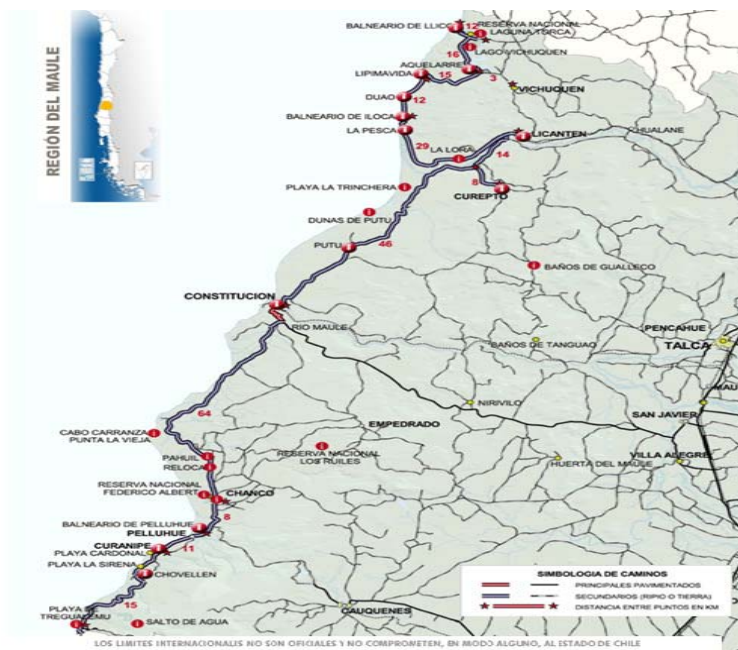 REGIÓN DEL MAULE
BALNEARIO DE LLICO
12
RESERVA NACIONAL
LAGUNA TORCA
LAGO VICHUQUEN
16
AQUELARRE
LIPIMAVIDA
15
3
VICHUQUEN
DUAO
12
BALNEARIO DE ILOCA
LA PESCA
29
LA LORA
LICANTEN
HUALANE
14
8
CUREPTO
PLAYA LA TRINCHERA
DUNAS DE PUTU
PUTU
46
BAÑOS DE GUALLECO
CONSTITUCION
RIO MAULE
PENCAHUE
TALCA
BAÑOS DE TANGUAO
MAU
NIRIVILO
64
SAN JAVIER
EMPEDRADO
CABO CARRANZA
PUNTA LA VIEJA
PAHUIL
RELOCA
RESERVA NACIONAL
LOS RUILES
HUERTA DEL MAULE
VILLA ALEGRE
RESERVA NACIONAL
FEDERICO ALBERT
CHANCO
8
BALNEARIO DE PELLUHUE
PELLUHUE
CURANIPE
11
PLAYA CARDONAL
PLAYA LA SIRENA
CHOVELLEN
15
PLAYA DE
TREGUALEMU
SALTO DE AGUA
CAUQUENES
SIMBOLOGIA DE CAMINOS
PRINCIPALES PAVIMENTADOS
SECUNDARIOS (RIPIO O TIERRA)
DISTANCIA ENTRE PUNTOS EN KM
LOS LIMITES INTERNACIONALES NO SON OFICIALES Y NO COMPROMETEN, EN MODO ALGUNO, AL ESTADO DE CHILE